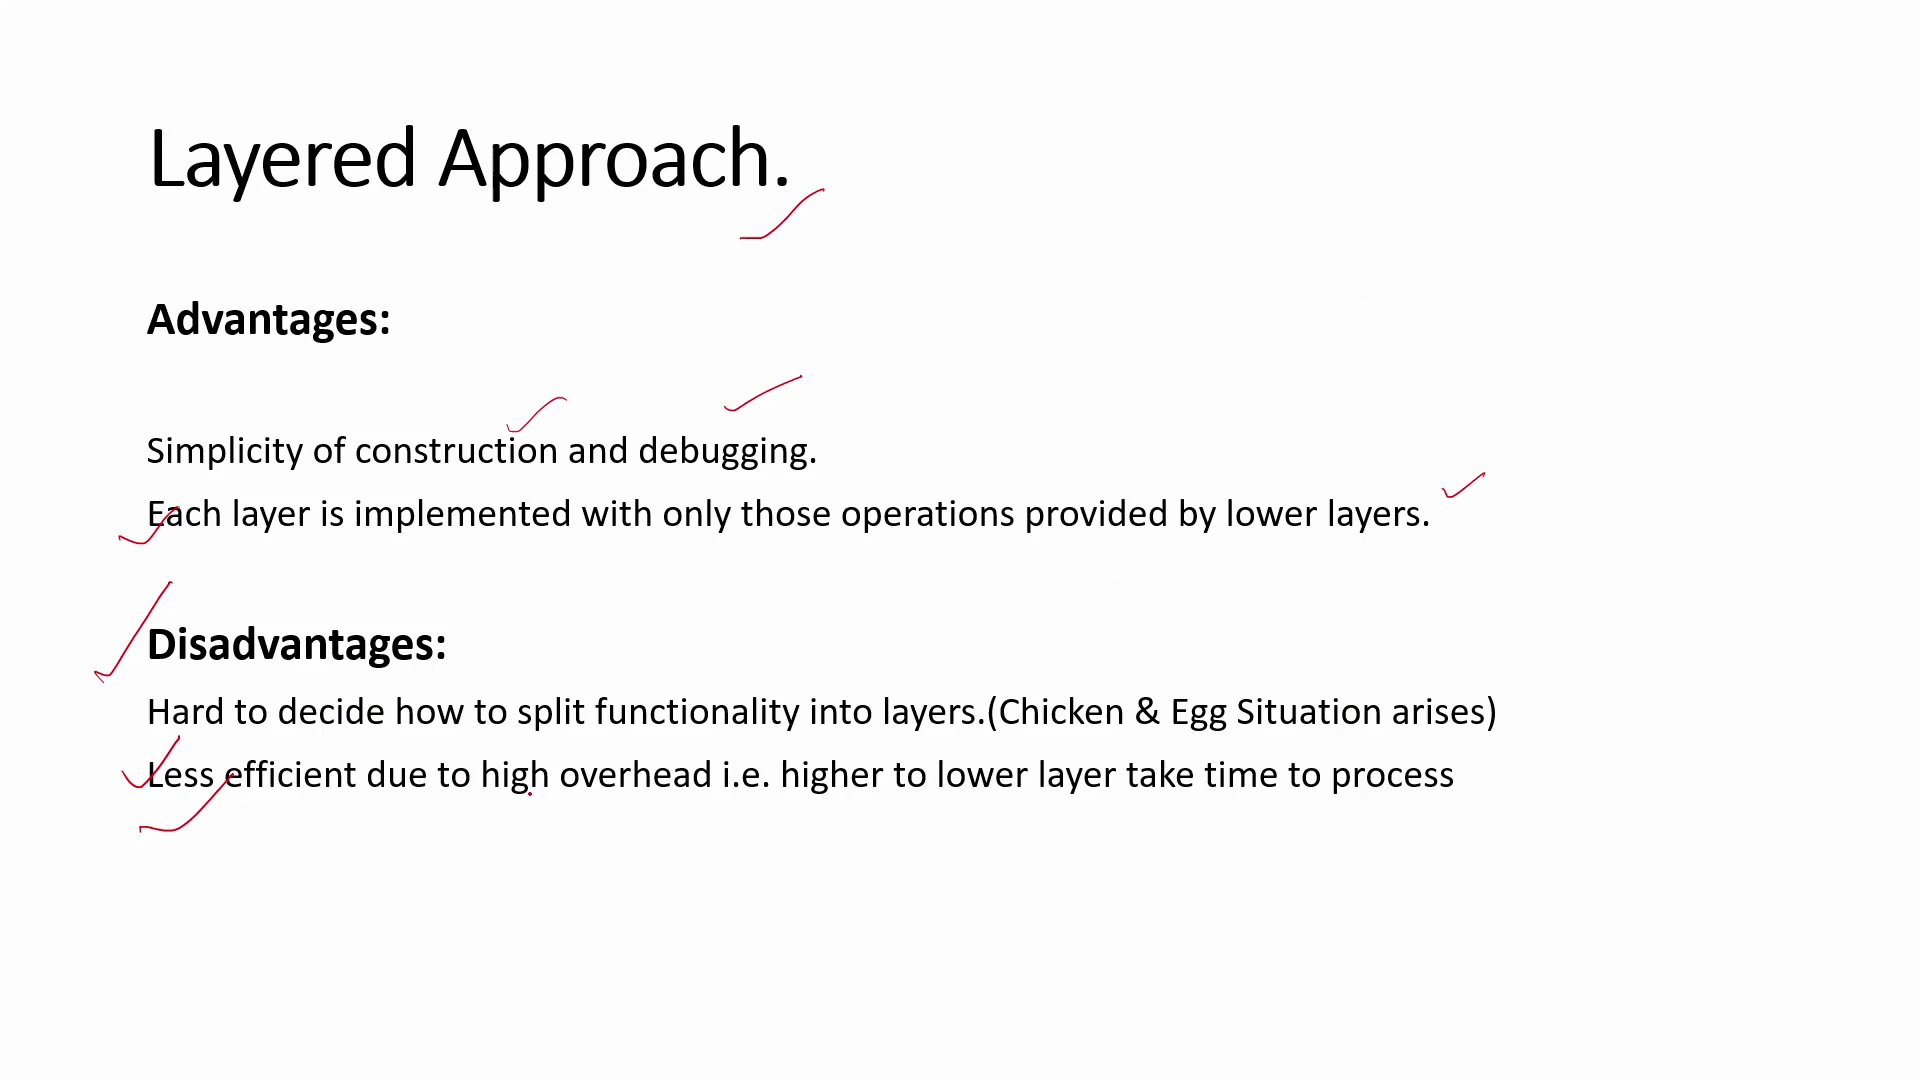 Layered Approach.
Advantages:
Simplicity of construction and debugging.
Each layer is implemented with only those operations provided by lower layers.
Disadvantages:
Hard to decide how to split functionality into layers.(Chicken & Egg Situation arises)
Less efficient due to high overhead i.e. higher to lower layer take time to process